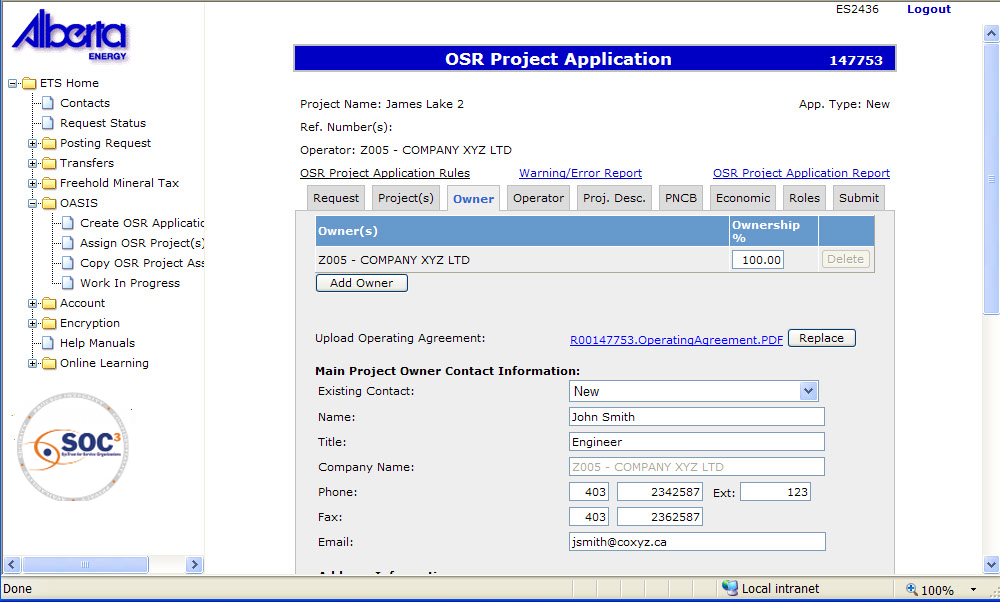 ES2436 Logout
Alberta
ENERGY
OSR Project Application 147753
ETS Home
Contacts
Request Status
Posting Request
Transfers
Freehold Mineral Tax
OASIS
Create OSR Applicatio
Assign OSR Project(s)
Copy OSR Project Ass
Work In Progress
Account
Encryption
Help Manuals
Online Learning
SOC3
Project Name: James Lake 2 App. Type: New
Ref. Number(s):
Operator: Z005 - COMPANY XYZ LTD
OSR Project Application Rules Warning/Error Report OSR Project Application Report
Request Project(s) Owner Operator Proj. Desc. PNCB Economic Roles Submit
Owner(s) Ownership %
Z005 - COMPANY XYZ LTD 100.00 Delete
Add Owner
Upload Operating Agreement: R00147753.OperatingAgreement.PDF Replace
Main Project Owner Contact Information:
Existing Contact: New
Name: John Smith
Title: Engineer
Company Name: Z005 - COMPANY XYZ LTD
Phone: 403 2342587 Ext: 123
Fax: 403 2362587
Email: jsmith@coxyz.ca
Done Local intranet 100%